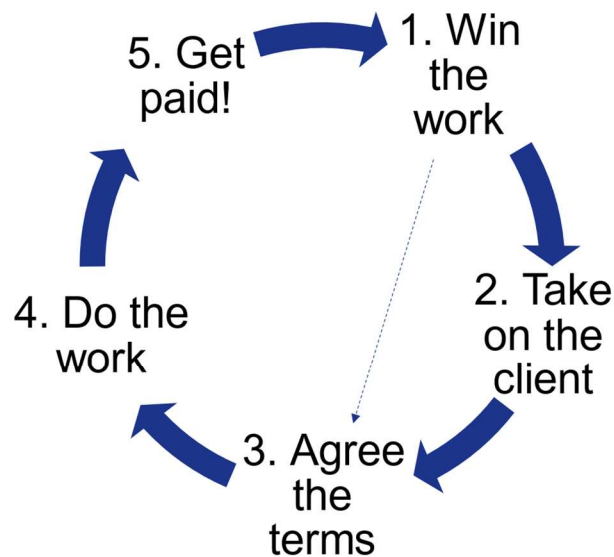 1. Win
the
work
2. Take
on the
client
3. Agree
the
terms
4. Do the
work
5. Get
paid!